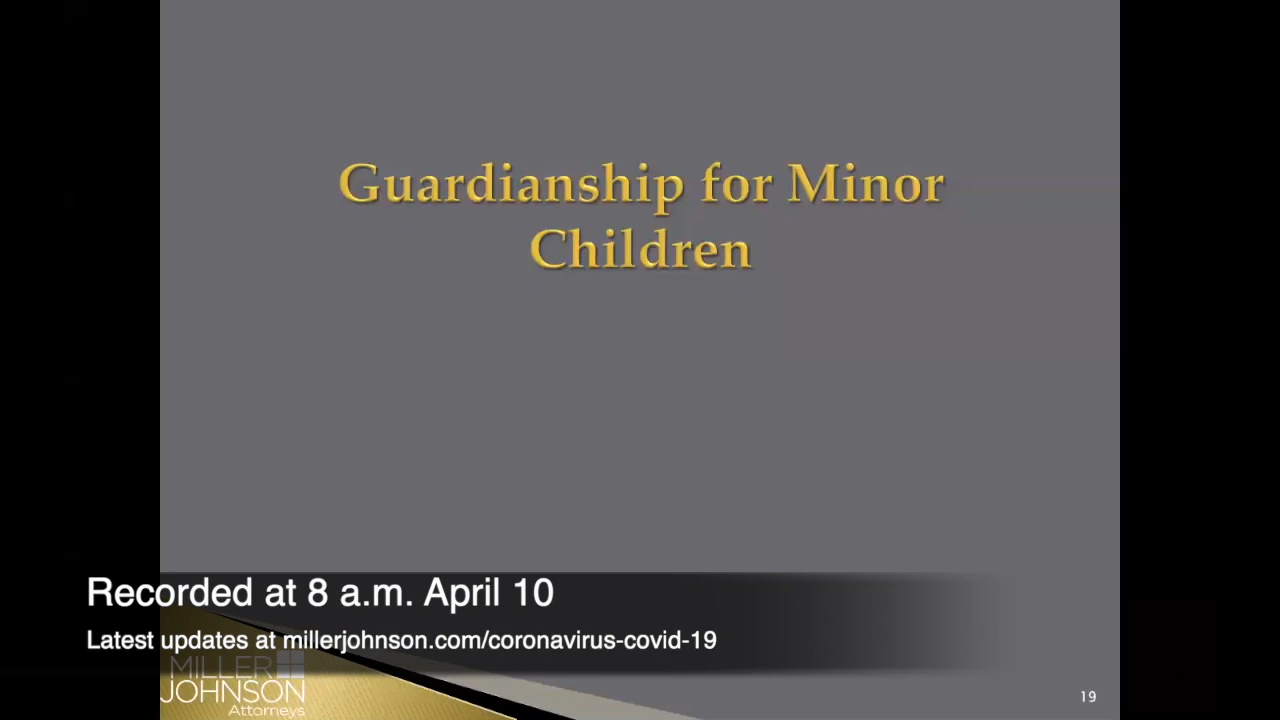 Guardianship for Minor
Children
Recorded at 8 a.m. April 10
Latest updates at millerjohnson.com/coronavirus-covid-19
MILLER
JOHNSON
Attorneys
19